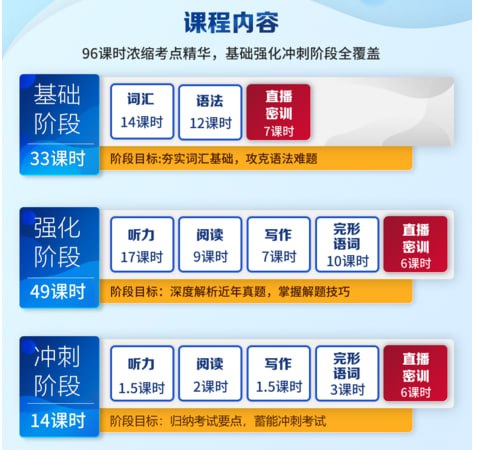 课程内容
96课时浓缩考点精华，基础强化冲刺阶段全覆盖
基础
阶段
33课时
词汇
14课时
语法
12课时
直播
密训
7课时
阶段目标:夯实词汇基础，攻克语法难题
强化
阶段
49课时
听力
17课时
阅读
9课时
写作
7课时
完形
语词
10课时
直播
密训
6课时
阶段目标：深度解析近年真题，掌握解题技巧
冲刺
阶段
14课时
听力
1.5课时
阅读
2课时
写作
1.5课时
完形
语词
3课时
直播
密训
6课时
阶段目标：归纳考试要点，蓄能冲刺考试